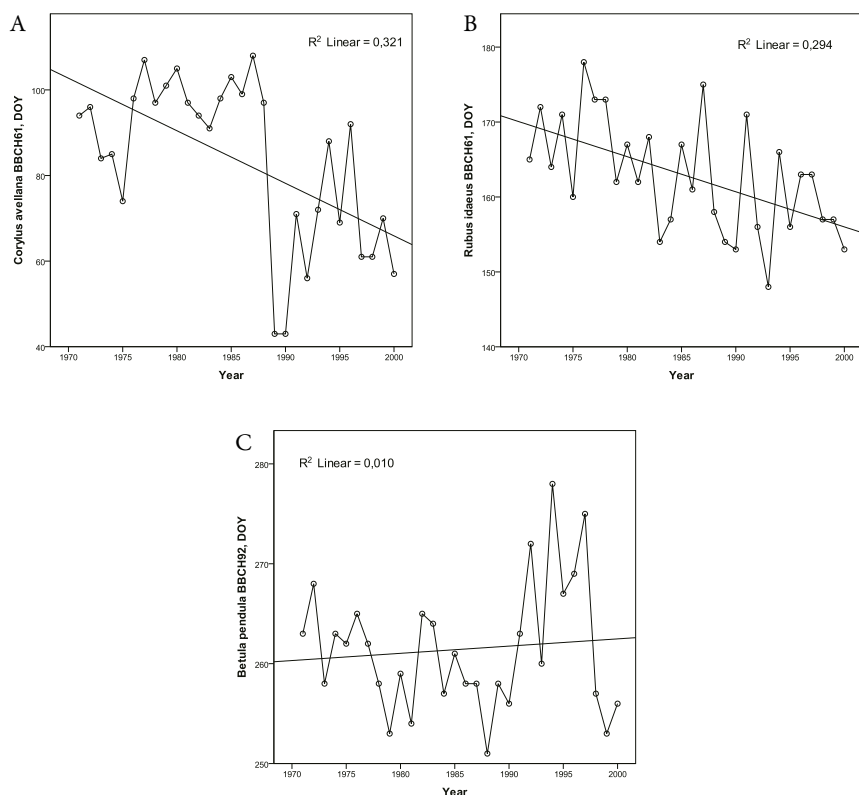 A
R² Linear = 0,321
Corylus avellana BBCH61, DOY
100
80
60
40
1970 1975 1980 1985 1990 1995 2000
Year
B
R² Linear = 0,294
Rubus idaeus BBCH61, DOY
180
170
160
150
140
1970 1975 1980 1985 1990 1995 2000
Year
C
R² Linear = 0,010
Betula pendula BBCH92, DOY
280
270
260
250
1970 1975 1980 1985 1990 1995 2000
Year